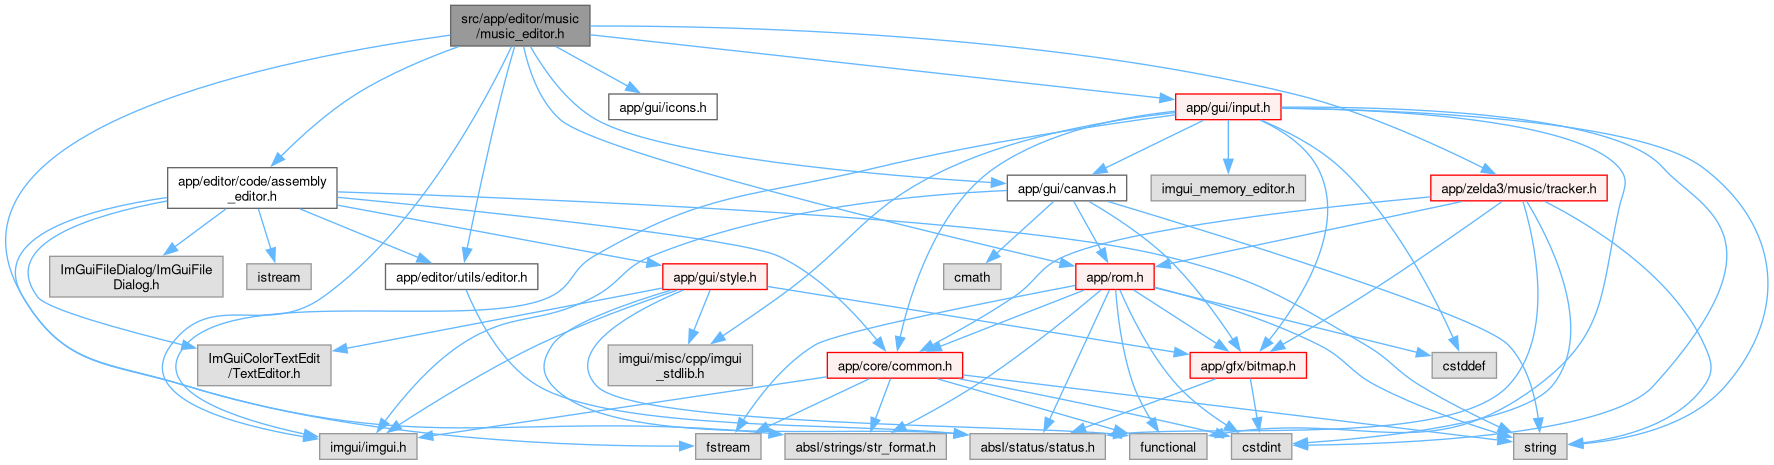 src/app/editor/music
/music_editor.h
app/gui/icons.h
app/gui/input.h
app/editor/code/assembly
_editor.h
app/gui/canvas.h
imgui_memory_editor.h
app/zelda3/music/tracker.h
ImGuiFileDialog/ImGuiFile
Dialog.h
istream
app/editor/utils/editor.h
app/gui/style.h
cmath
app/rom.h
ImGuiColorTextEdit
/TextEditor.h
imgui/misc/cpp/imgui
_stdlib.h
app/core/common.h
app/gfx/bitmap.h
cstddef
imgui/imgui.h
fstream
absl/strings/str_format.h
absl/status/status.h
functional
cstdint
string